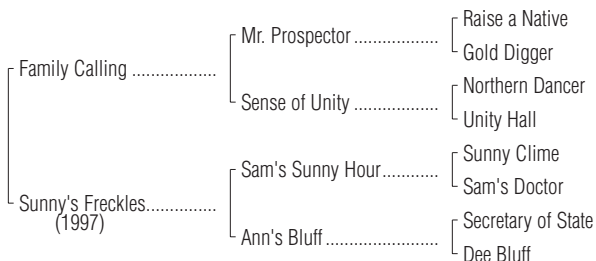 Raise a Native
Mr. Prospector ..................
Gold Digger
Family Calling ..................
Northern Dancer
Sense of Unity ..................
Unity Hall
Sunny Clime
Sam's Sunny Hour............
Sam's Doctor
Sunny's Freckles...............
(1997)
Secretary of State
Ann's Bluff ........................
Dee Bluff